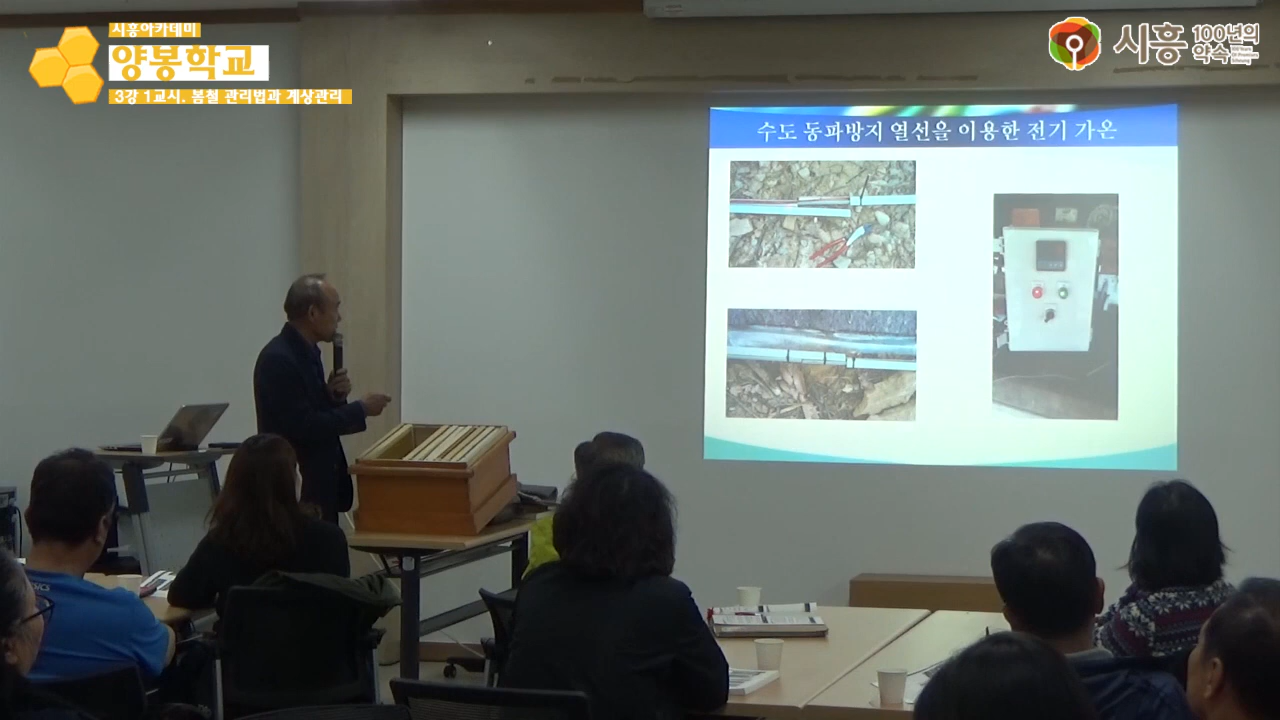 시흥아카데미
양봉학교
3강 1교시. 봄철 관리법과 계상관리
시흥 100년의 약속
수도 동파방지 열선을 이용한 전기 가온